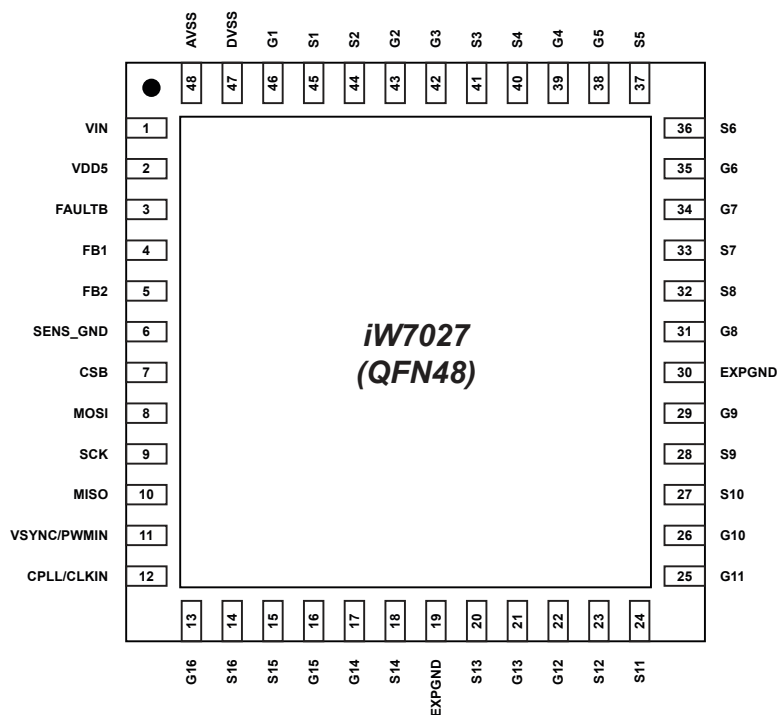 AVSS DVSS G1 S1 S2 G2 G3 S3 S4 G4 G5 S5
48 47 46 45 44 43 42 41 40 39 38 37
VIN 1
VDD5 2
FAULTB 3
FB1 4
FB2 5
SENS_GND 6
CSB 7
MOSI 8
SCK 9
MISO 10
VSYNC/PWMIN 11
CPLL/CLKIN 12
iW7027
(QFN48)
36 S6
35 G6
34 G7
33 S7
32 S8
31 G8
30 EXPGND
29 G9
28 S9
27 S10
26 G10
25 G11
13 14 15 16 17 18 19 20 21 22 23 24
G16 S16 S15 G15 G14 S14 EXPGND S13 G13 G12 S12 S11